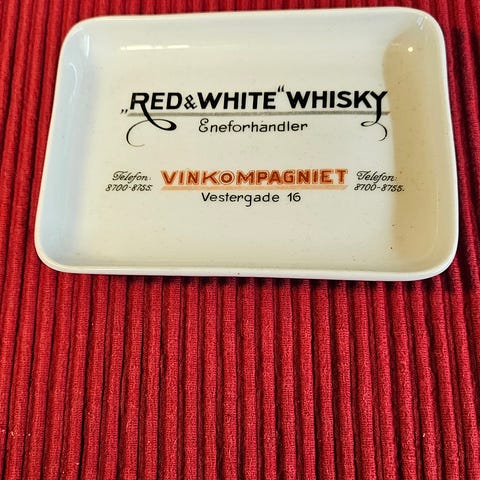 „RED & WHITE“ WHISKY
Eneforhandler
Telefon: VINKOMPAGNIET Telefon:
8700-8755. Vestergade 16 8700-8755.